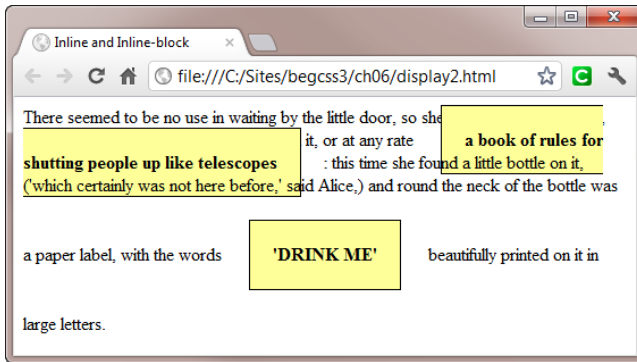 Inline and Inline-block
file:///C:/Sites/begcss3/ch06/display2.html
There seemed to be no use in waiting by the little door, so she ,
it, or at any rate a book of rules for
shutting people up like telescopes : this time she found a little bottle on it,
('which certainly was not here before,' said Alice,) and round the neck of the bottle was
a paper label, with the words 'DRINK ME' beautifully printed on it in
large letters.